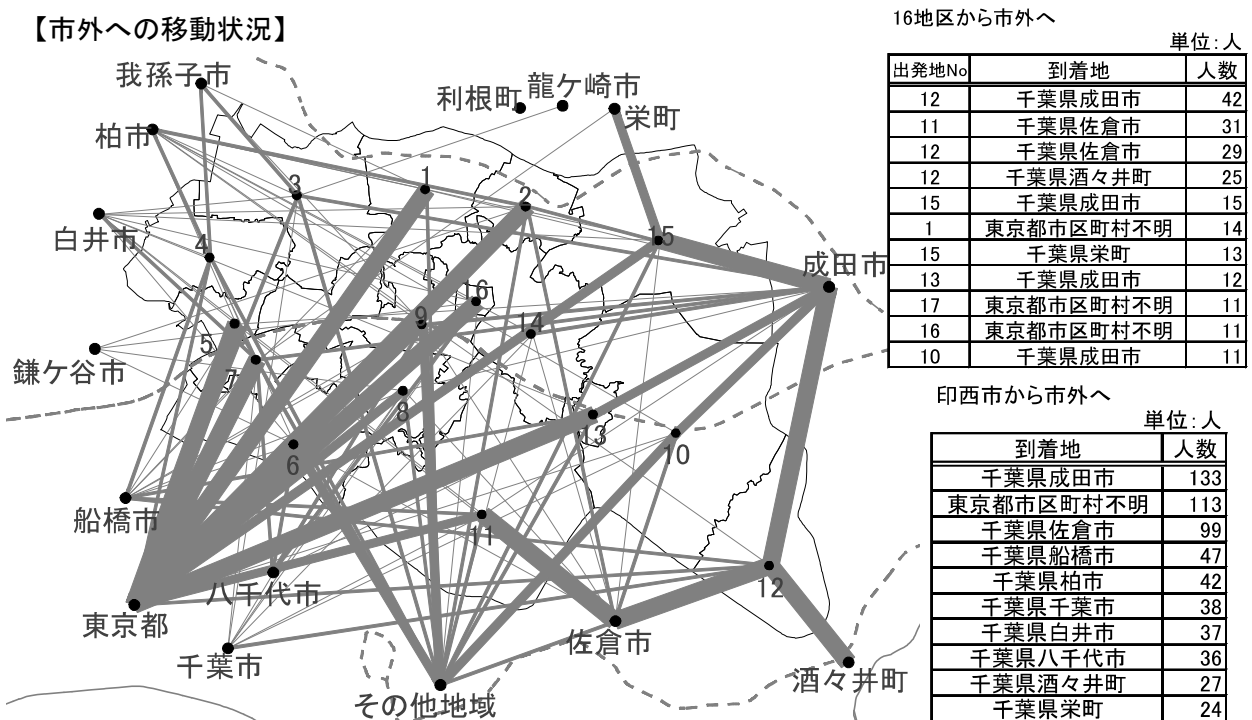 【市外への移動状況】
我孫子市
利根町
龍ケ崎市
栄町
柏市
3
1
2
白井市
4
15
成田市
16
9
14
5
鎌ケ谷市
7
8
13
6
10
船橋市
11
12
八千代市
東京都
佐倉市
千葉市
酒々井町
その他地域
16地区から市外へ
単位：人
出発地No 到着地 人数
12 千葉県成田市 42
11 千葉県佐倉市 31
12 千葉県佐倉市 29
12 千葉県酒々井町 25
15 千葉県成田市 15
1 東京都市区町村不明 14
15 千葉県栄町 13
13 千葉県成田市 12
17 東京都市区町村不明 11
16 東京都市区町村不明 11
10 千葉県成田市 11
印西市から市外へ
単位：人
到着地 人数
千葉県成田市 133
東京都市区町村不明 113
千葉県佐倉市 99
千葉県船橋市 47
千葉県柏市 42
千葉県千葉市 38
千葉県白井市 37
千葉県八千代市 36
千葉県酒々井町 27
千葉県栄町 24